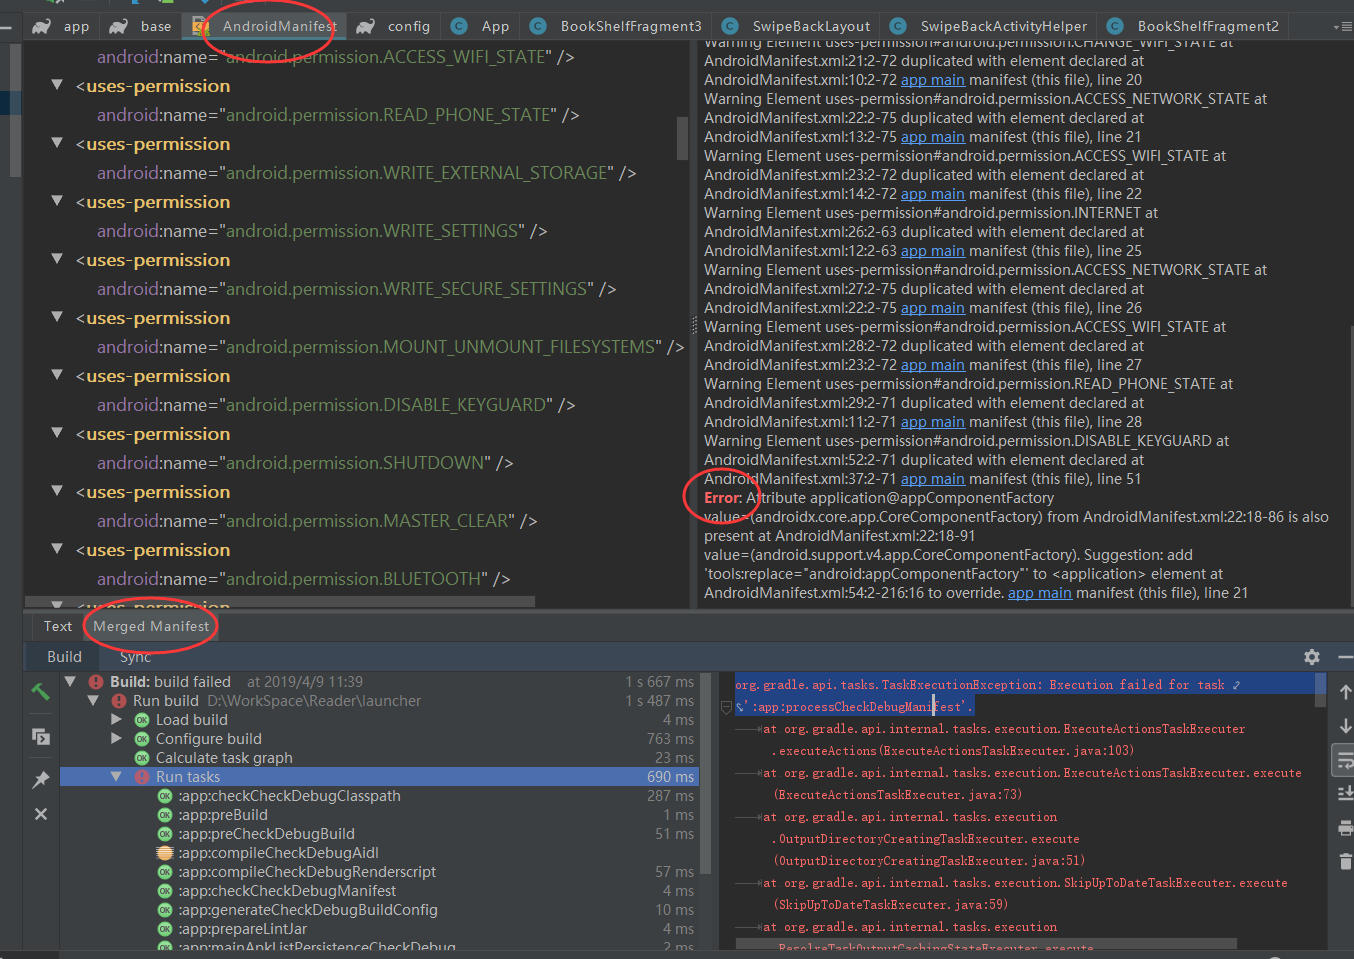 app base AndroidManifest config App BookShelfFragment3 SwipeBackLayout SwipeBackActivityHelper BookShelfFragment2
android:name="android.permission.ACCESS_WIFI_STATE" />
<uses-permission
android:name="android.permission.READ_PHONE_STATE" />
<uses-permission
android:name="android.permission.WRITE_EXTERNAL_STORAGE" />
<uses-permission
android:name="android.permission.WRITE_SETTINGS" />
<uses-permission
android:name="android.permission.WRITE_SECURE_SETTINGS" />
<uses-permission
android:name="android.permission.MOUNT_UNMOUNT_FILESYSTEMS" />
<uses-permission
android:name="android.permission.DISABLE_KEYGUARD" />
<uses-permission
android:name="android.permission.SHUTDOWN" />
<uses-permission
android:name="android.permission.MASTER_CLEAR" />
<uses-permission
android:name="android.permission.BLUETOOTH" />
<uses-permission
Warning Element uses-permission#android.permission.CHANGE_WIFI_STATE at
AndroidManifest.xml:21:2-72 duplicated with element declared at
AndroidManifest.xml:10:2-72 app main manifest (this file), line 20
Warning Element uses-permission#android.permission.ACCESS_NETWORK_STATE at
AndroidManifest.xml:22:2-75 duplicated with element declared at
AndroidManifest.xml:13:2-75 app main manifest (this file), line 21
Warning Element uses-permission#android.permission.ACCESS_WIFI_STATE at
AndroidManifest.xml:23:2-72 duplicated with element declared at
AndroidManifest.xml:14:2-72 app main manifest (this file), line 22
Warning Element uses-permission#android.permission.INTERNET at
AndroidManifest.xml:26:2-63 duplicated with element declared at
AndroidManifest.xml:12:2-63 app main manifest (this file), line 25
Warning Element uses-permission#android.permission.ACCESS_NETWORK_STATE at
AndroidManifest.xml:27:2-75 duplicated with element declared at
AndroidManifest.xml:22:2-75 app main manifest (this file), line 26
Warning Element uses-permission#android.permission.ACCESS_WIFI_STATE at
AndroidManifest.xml:28:2-72 duplicated with element declared at
AndroidManifest.xml:23:2-72 app main manifest (this file), line 27
Warning Element uses-permission#android.permission.READ_PHONE_STATE at
AndroidManifest.xml:29:2-71 duplicated with element declared at
AndroidManifest.xml:11:2-71 app main manifest (this file), line 28
Warning Element uses-permission#android.permission.DISABLE_KEYGUARD at
AndroidManifest.xml:52:2-71 duplicated with element declared at
AndroidManifest.xml:37:2-71 app main manifest (this file), line 51
Error: Attribute application@appComponentFactory
value=(androidx.core.app.CoreComponentFactory) from AndroidManifest.xml:22:18-86 is also
present at AndroidManifest.xml:22:18-91
value=(android.support.v4.app.CoreComponentFactory). Suggestion: add
'tools:replace="android:appComponentFactory"' to <application> element at
AndroidManifest.xml:54:2-216:16 to override. app main manifest (this file), line 21
Text Merged Manifest
Build Sync
Build: build failed at 2019/4/9 11:39 1 s 667 ms
Run build D:\WorkSpace\Reader\launcher 1 s 487 ms
Load build 4 ms
Configure build 763 ms
Calculate task graph 23 ms
Run tasks 690 ms
:app:checkCheckDebugClasspath 287 ms
:app:preBuild 1 ms
:app:preCheckDebugBuild 51 ms
:app:compileCheckDebugAidl
:app:compileCheckDebugRenderscript 57 ms
:app:checkCheckDebugManifest 4 ms
:app:generateCheckDebugBuildConfig 10 ms
:app:prepareLintJar 4 ms
:app:mainApkListPersistenceCheckDebug 2 ms
org.gradle.api.tasks.TaskExecutionException: Execution failed for task
':app:processCheckDebugManifest'.
at org.gradle.api.internal.tasks.execution.ExecuteActionsTaskExecuter
.executeActions(ExecuteActionsTaskExecuter.java:103)
at org.gradle.api.internal.tasks.execution.ExecuteActionsTaskExecuter.execute
(ExecuteActionsTaskExecuter.java:73)
at org.gradle.api.internal.tasks.execution
.OutputDirectoryCreatingTaskExecuter.execute
(OutputDirectoryCreatingTaskExecuter.java:51)
at org.gradle.api.internal.tasks.execution.SkipUpToDateTaskExecuter.execute
(SkipUpToDateTaskExecuter.java:59)
at org.gradle.api.internal.tasks.execution
.ResolveTaskOutputCachingStateExecuter.execute